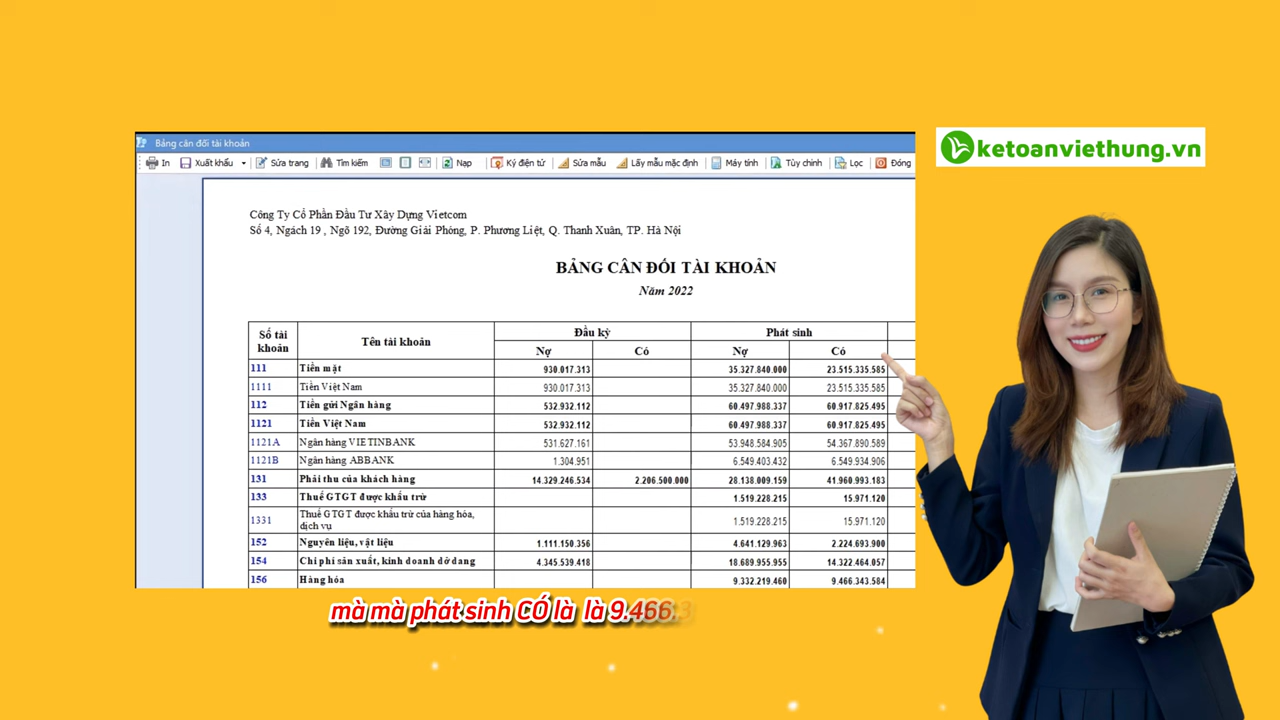 ketoanviethung.vn
Bảng cân đối tài khoản
In Xuất khẩu Sửa trang Tìm kiếm Nạp Ký điện tử Sửa mẫu Lấy mẫu mặc định Máy tính Tùy chỉnh Lọc Đóng
Công Ty Cổ Phần Đầu Tư Xây Dựng Vietcom
Số 4, Ngách 19 , Ngõ 192, Đường Giải Phóng, P. Phương Liệt, Q. Thanh Xuân, TP. Hà Nội
BẢNG CÂN ĐỐI TÀI KHOẢN
Năm 2022
Số tài khoản Tên tài khoản Đầu kỳ Phát sinh
Nợ Có Nợ Có
111 Tiền mặt 930.017.313 35.327.840.000 23.515.335.585
1111 Tiền Việt Nam 930.017.313 35.327.840.000 23.515.335.585
112 Tiền gửi Ngân hàng 532.932.112 60.497.988.337 60.917.825.495
1121 Tiền Việt Nam 532.932.112 60.497.988.337 60.917.825.495
1121A Ngân hàng VIETINBANK 531.627.161 53.948.584.905 54.367.890.589
1121B Ngân hàng ABBANK 1.304.951 6.549.403.432 6.549.934.906
131 Phải thu của khách hàng 14.329.246.534 2.206.500.000 28.138.009.159 41.960.993.183
133 Thuế GTGT được khấu trừ 1.519.228.215 15.971.120
1331 Thuế GTGT được khấu trừ của hàng hóa, dịch vụ 1.519.228.215 15.971.120
152 Nguyên liệu, vật liệu 1.111.150.356 4.641.129.963 2.224.693.900
154 Chi phí sản xuất, kinh doanh dở dang 4.345.539.418 18.689.955.955 14.322.464.057
156 Hàng hóa 9.332.219.460 9.466.343.584
mà mà phát sinh CÓ là là 9.466.3